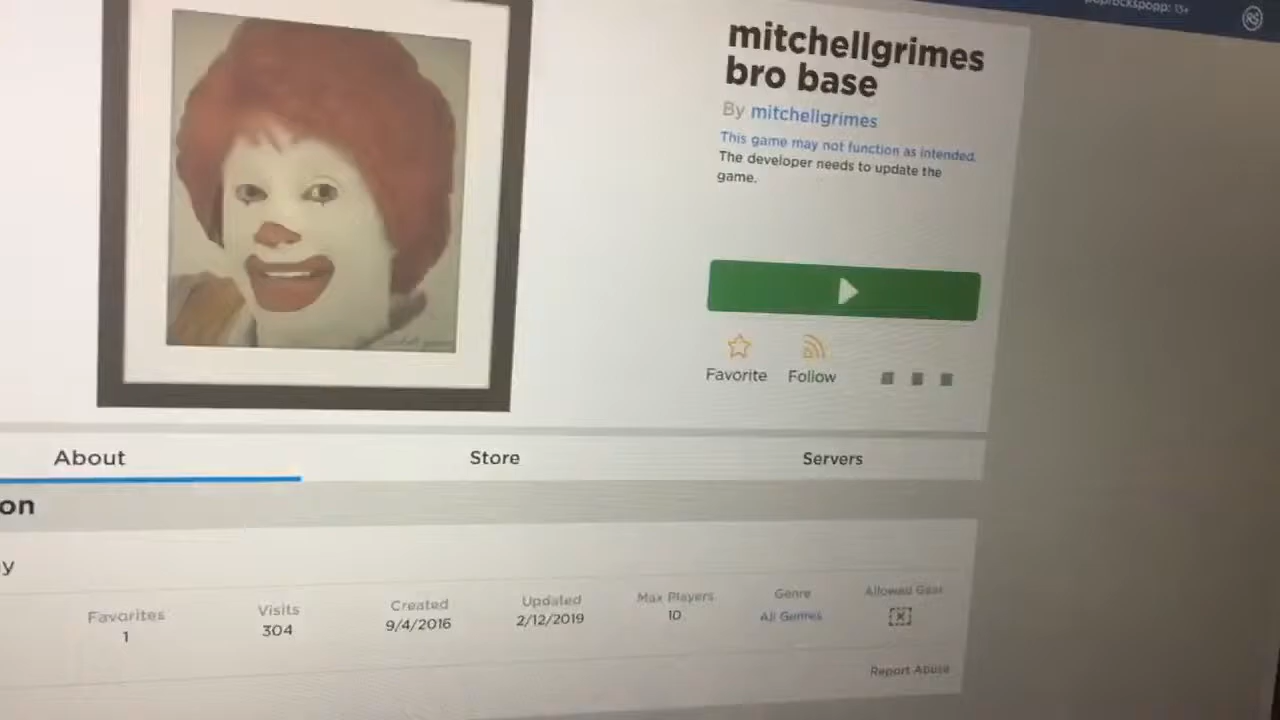 13+
mitchellgrimes
bro base
By mitchellgrimes
This game may not function as intended.
The developer needs to update the
game.
Favorite
Follow
About
Store
Servers
on
y
Favorites
Visits
Created
Updated
Max Players
Genre
Allowed Gear
1
304
9/4/2016
2/12/2019
10
All Genres
Report Abuse